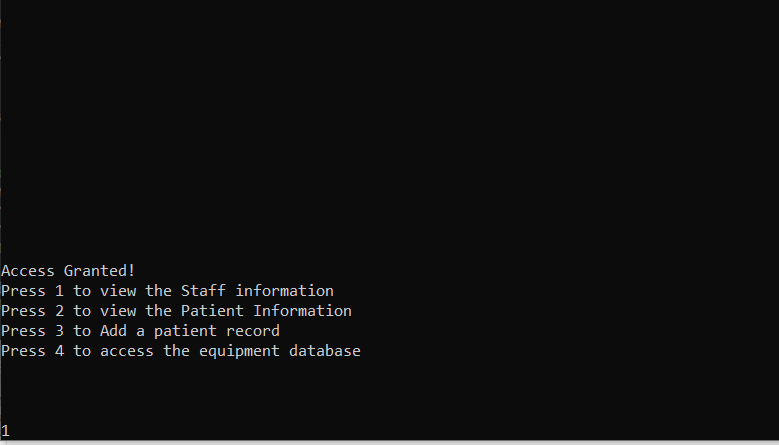 Access Granted!
Press 1 to view the Staff information
Press 2 to view the Patient Information
Press 3 to Add a patient record
Press 4 to access the equipment database
1